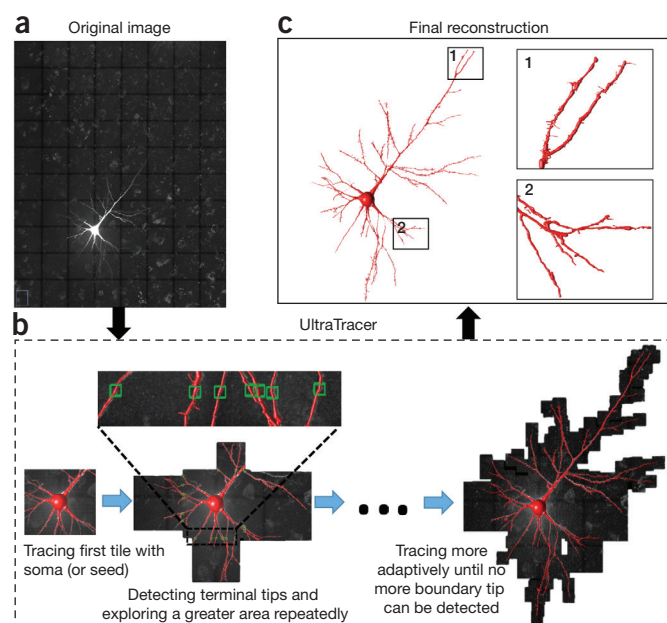 a
Original image
c
Final reconstruction
1
2
1
2
b
UltraTracer
Tracing first tile with
soma (or seed)
Detecting terminal tips and
exploring a greater area repeatedly
Tracing more
adaptively until no
more boundary tip
can be detected